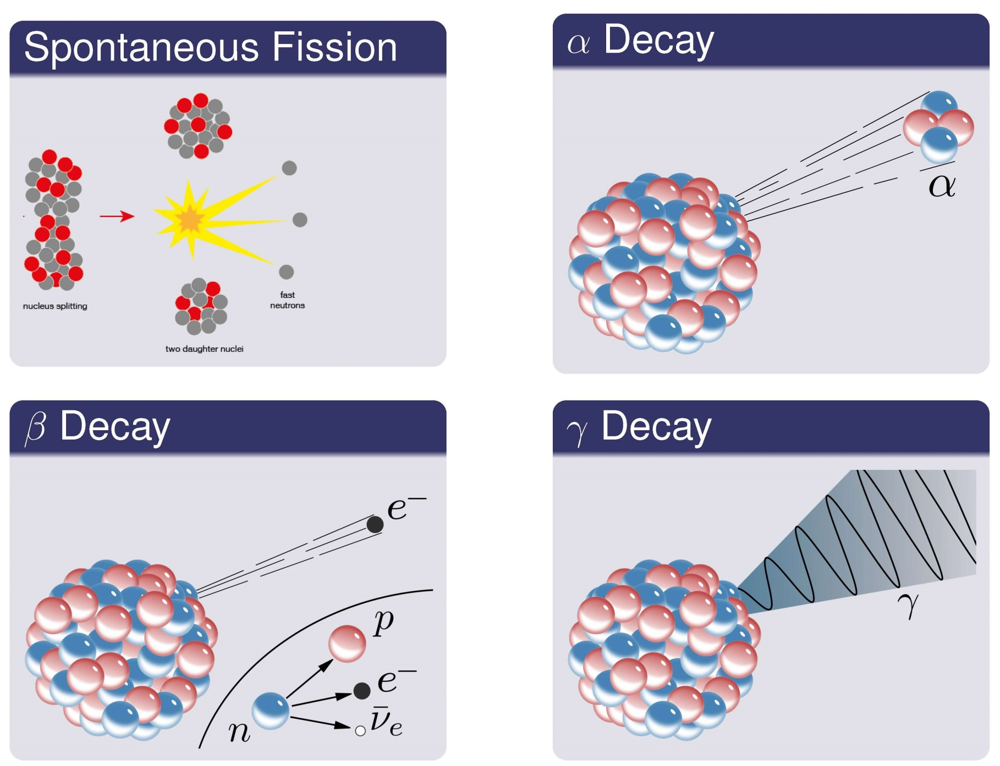 Spontaneous Fission
nucleus splitting
fast
neutrons
two daughter nuclei
α Decay
α
β Decay
e⁻
p
e⁻
ν̄ₑ
n
γ Decay
γ